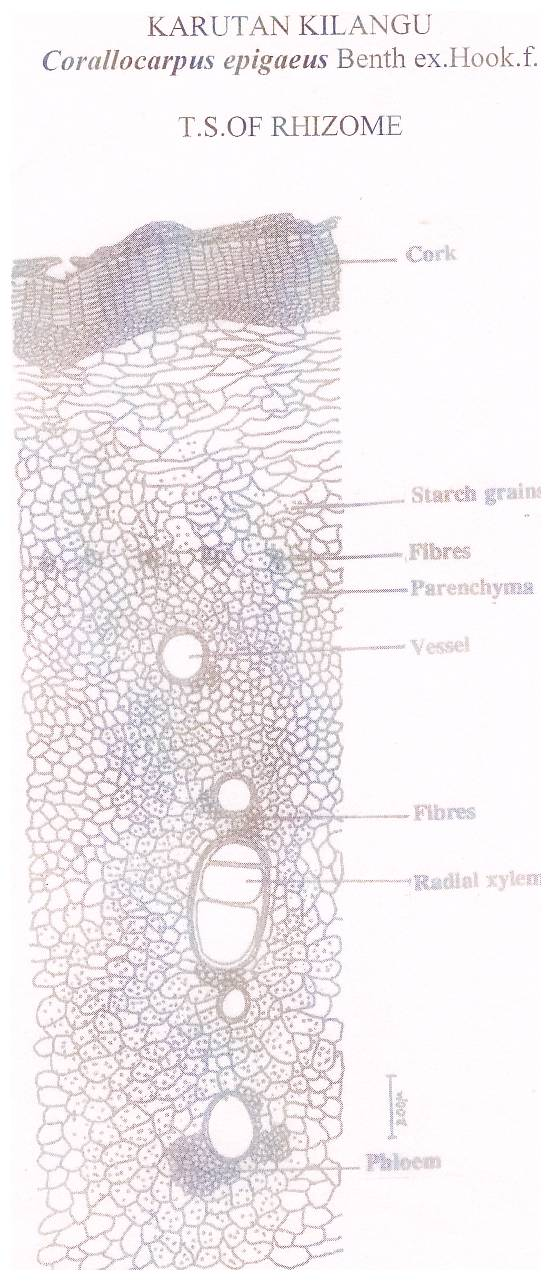 KARUTAN KILANGU
Corallocarpus epigaeus Benth ex.Hook.f.
T.S.OF RHIZOME
Cork
Starch grains
Fibres
Parenchyma
Vessel
Fibres
Radial xylem
200µ
Phloem